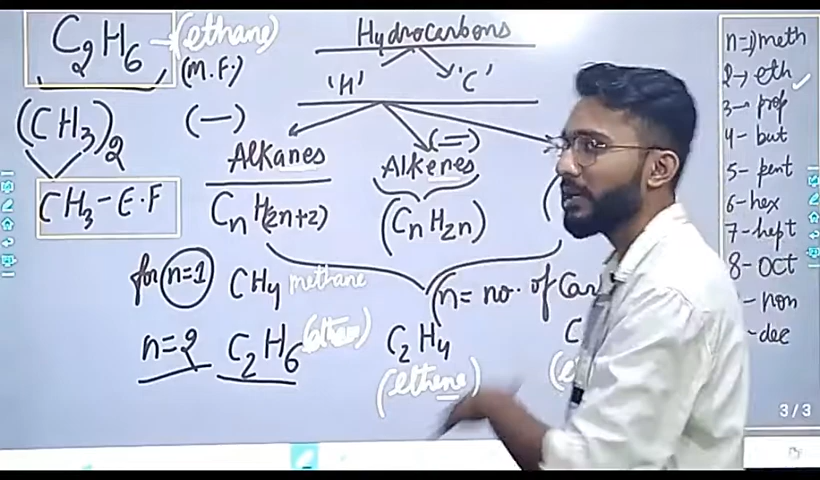 C2H6 – (ethane)
(M.F.)
(CH3)2
(—)
CH3 - E.F
Hydrocarbons
'H' 'C'
Alkanes
CnH(2n+2)
(=)
Alkenes
(CnH2n)
for n=1 CH4 methane
(n = no. of Car
n=2 C2H6
C2H4
(ethene)
C
(e
n=1) meth
2→ eth ✓
3→ prop
4- but
5- pent
6- hex
7- hept
8- Oct
- non
- dec
3/3